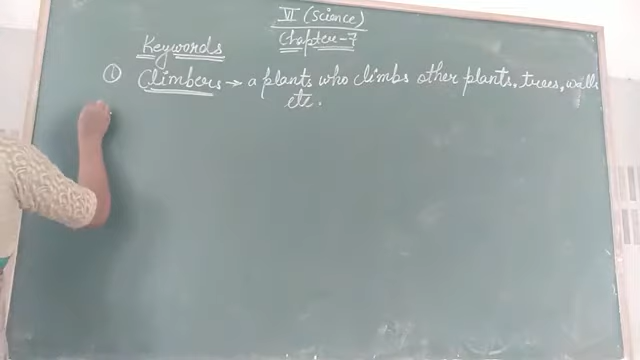 VI (Science)
Chapter-7
Keywords
① Climbers → a plants who climbs other plants, trees, walls
etc.